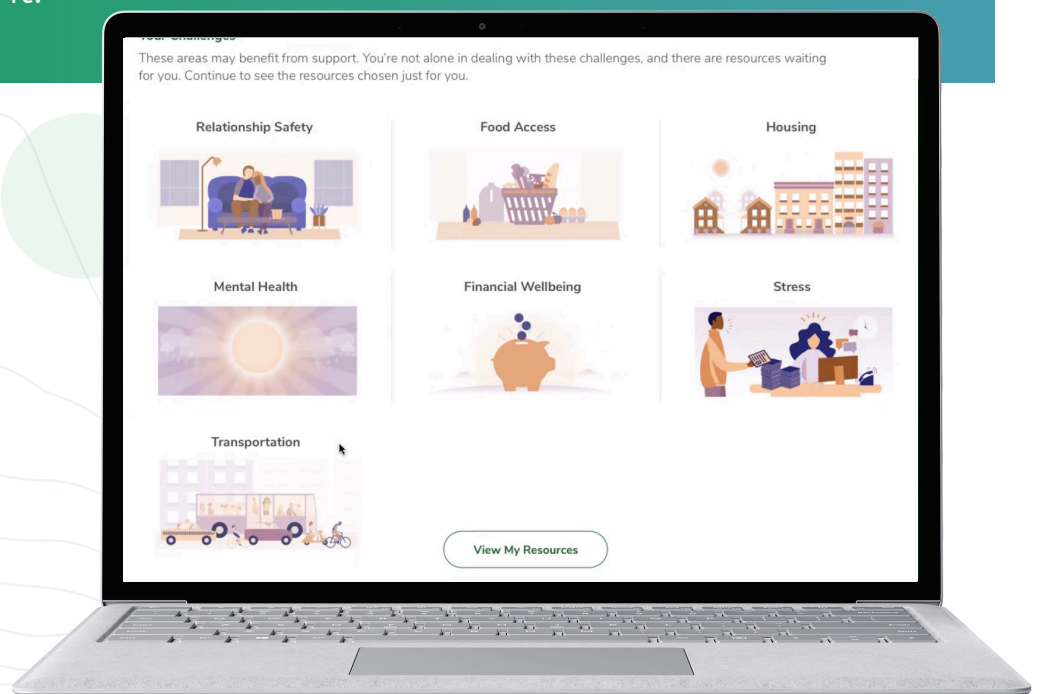 Your Challenges
These areas may benefit from support. You're not alone in dealing with these challenges, and there are resources waiting
for you. Continue to see the resources chosen just for you.
Relationship Safety
Food Access
Housing
Mental Health
Financial Wellbeing
Stress
Transportation
View My Resources